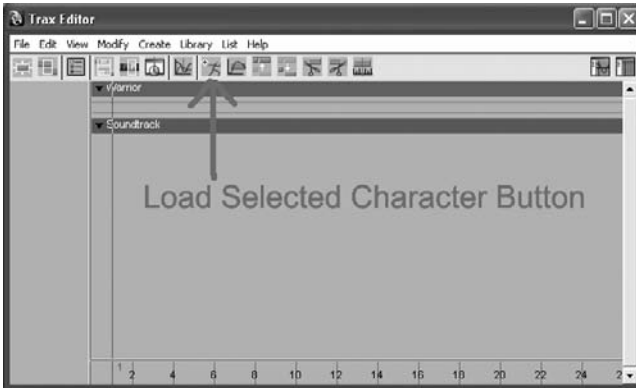 Trax Editor
File Edit View Modify Create Library List Help
Warrior
Soundtrack
Load Selected Character Button
1 2 4 6 8 10 12 14 16 18 20 22 24